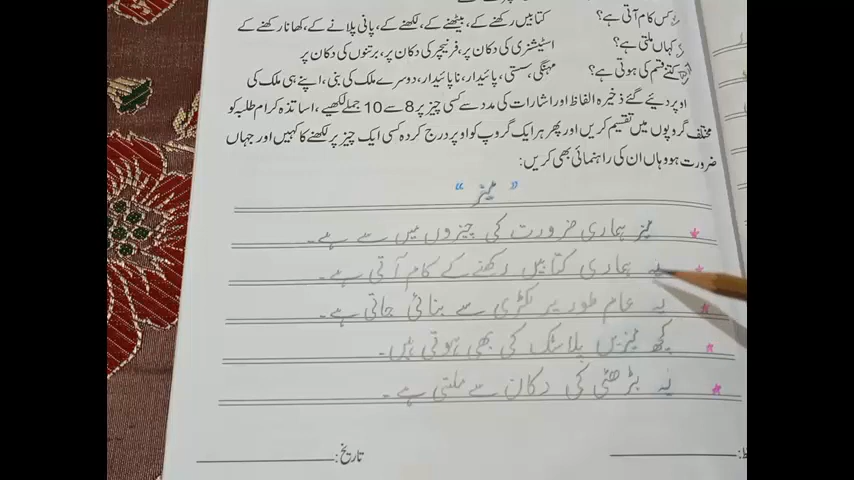 کس کام آتی ہے؟ کتابیں رکھنے کے، بیٹھنے کے، لکھنے کے، پانی پلانے کے، کھانا رکھنے کے
کہاں ملتی ہے؟ اسٹیشنری کی دکان پر، فرنیچر کی دکان پر، برتنوں کی دکان پر
کتنے قسم کی ہوتی ہے؟ مہنگی، سستی، پائیدار، ناپائیدار، دوسرے ملک کی بنی، اپنے ہی ملک کی
اوپر دیئے گئے ذخیرہ الفاظ اور اشارات کی مدد سے کسی چیز پر 8 سے 10 جملے لکھیے، اساتذہ کرام طلبہ کو
مختلف گروپوں میں تقسیم کریں اور پھر ہر ایک گروپ کو اوپر درج کردہ کسی ایک چیز پر لکھنے کا کہیں اور جہاں
ضرورت ہو وہاں ان کی راہنمائی بھی کریں:
"میز"
میز ہماری ضرورت کی چیزوں میں سے ہے۔
یہ ہماری کتابیں رکھنے کے کام آتی ہے۔
یہ عام طور پر لکڑی سے بنائی جاتی ہے۔
کچھ میزیں پلاسٹک کی بھی ہوتی ہیں۔
یہ بڑھئی کی دکان سے ملتی ہے۔
تاریخ: